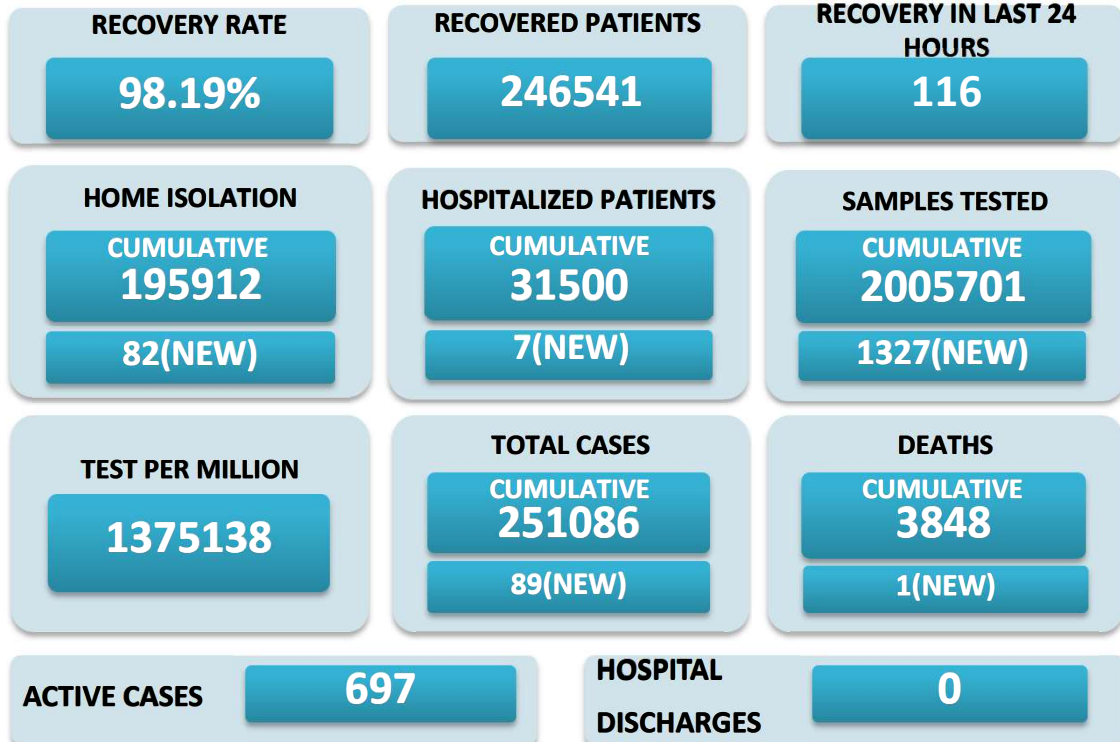 RECOVERY RATE
98.19%
RECOVERED PATIENTS
246541
RECOVERY IN LAST 24
HOURS
116
HOME ISOLATION
CUMULATIVE
195912
82(NEW)
HOSPITALIZED PATIENTS
CUMULATIVE
31500
7(NEW)
SAMPLES TESTED
CUMULATIVE
2005701
1327(NEW)
TEST PER MILLION
1375138
TOTAL CASES
CUMULATIVE
251086
89(NEW)
DEATHS
CUMULATIVE
3848
1(NEW)
ACTIVE CASES
697
HOSPITAL
DISCHARGES
0